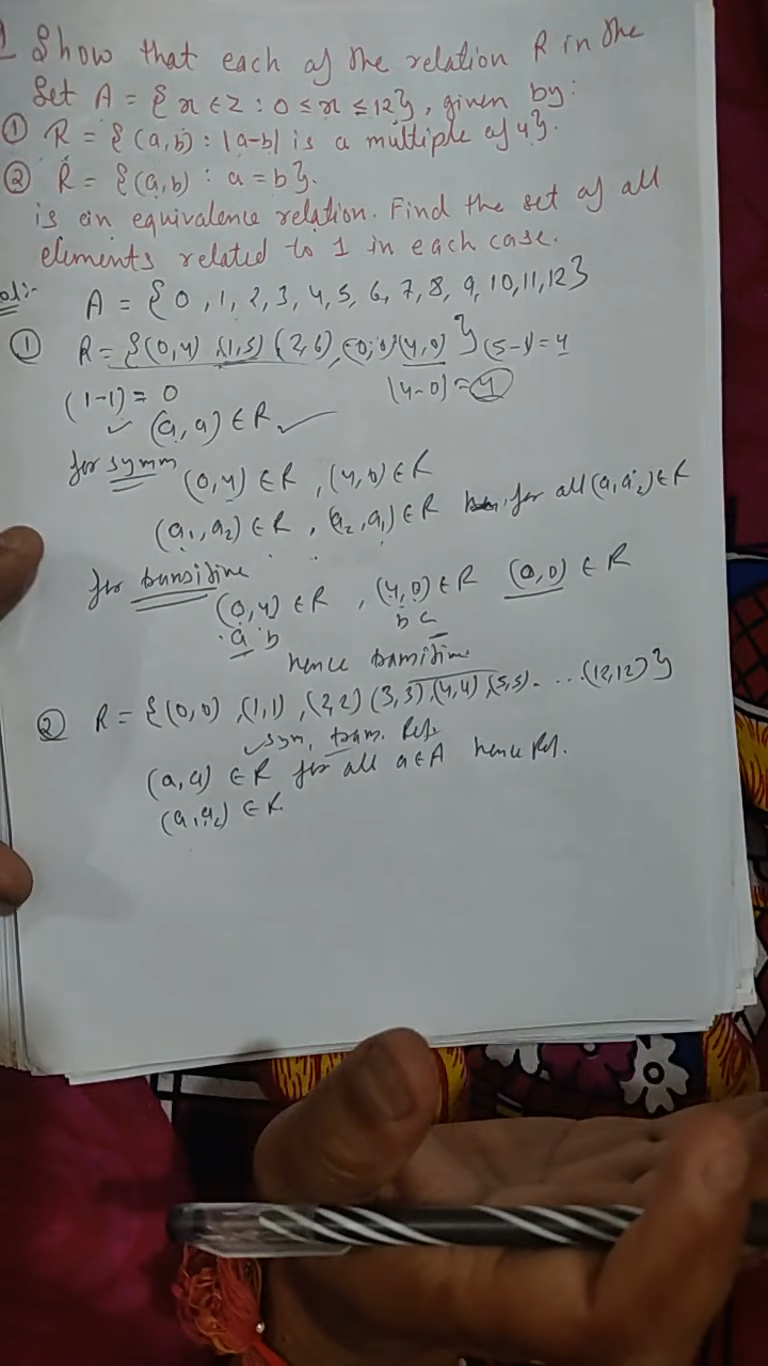 1 Show that each of the relation R in the
Set A = { x ∈ Z : 0 ≤ x ≤ 12}, given by:
① R = { (a,b) : |a-b| is a multiple of 4}.
② R = {(a,b) : a = b}.
is an equivalence relation. Find the set of all
elements related to 1 in each case.
Sol:- A = {0, 1, 2, 3, 4, 5, 6, 7, 8, 9, 10, 11, 12}
① R = {(0,4) (1,5) (2,6), (0,0) (4,0) } (5-1) = 4
(1-1) = 0 |4-0| = 4
(a, a) ∈ R
for symm (0,4) ∈ R , (4,0) ∈ R
(a₁, a₂) ∈ R , (a₂, a₁) ∈ R for all (a₁, a₂) ∈ R
for transitive
(0,4) ∈ R , (4,0) ∈ R (0,0) ∈ R
a b b c
hence transitive
② R = {(0,0) ,(1,1) ,(2,2) (3,3) ,(4,4) ,(5,5)- ... (12,12)}
sym, tran. Ref.
(a, a) ∈ R for all a ∈ A hence Ref.
(a₁ a₂) ∈ R.